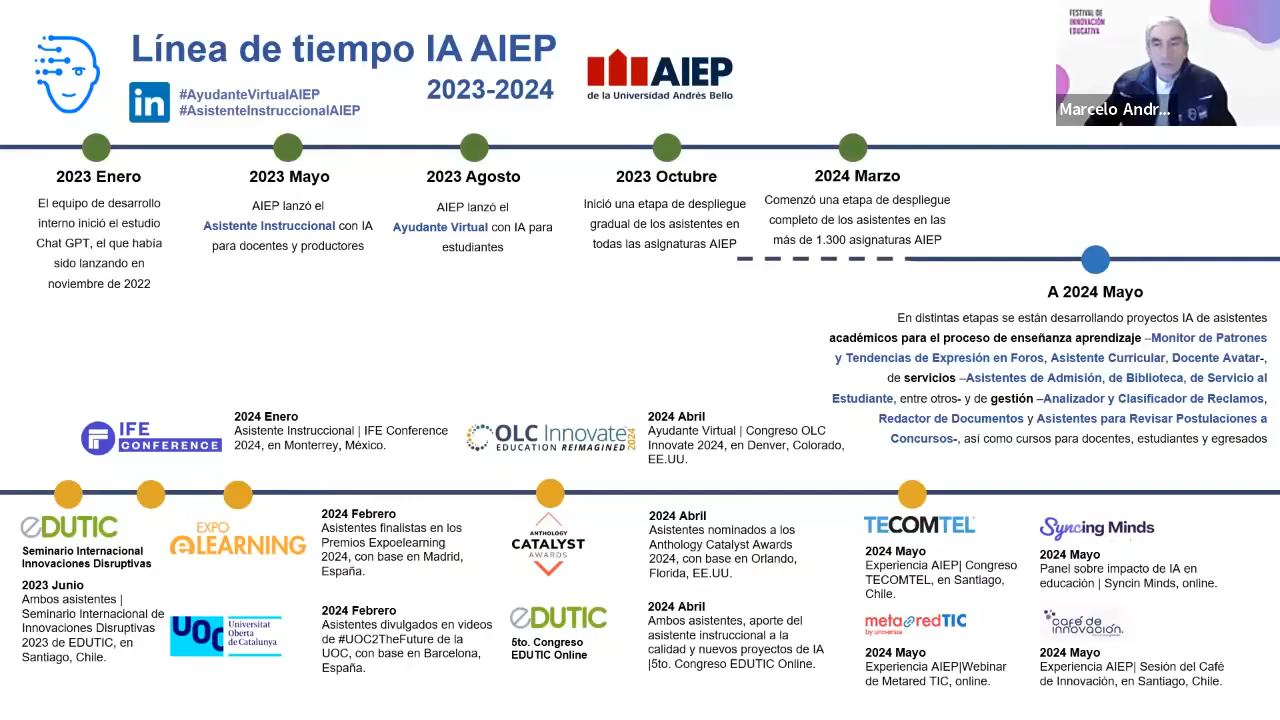 Línea de tiempo IA AIEP
2023-2024
in
#AyudanteVirtualAIEP
#AsistenteInstruccionalAIEP
AIEP
de la Universidad Andrés Bello
FESTIVAL DE
INNOVACIÓN
EDUCATIVA
Marcelo Andr...
2023 Enero
El equipo de desarrollo
interno inició el estudio
Chat GPT, el que había
sido lanzando en
noviembre de 2022
2023 Mayo
AIEP lanzó el
Asistente Instruccional con IA
para docentes y productores
2023 Agosto
AIEP lanzó el
Ayudante Virtual con IA para
estudiantes
2023 Octubre
Inició una etapa de despliegue
gradual de los asistentes en
todas las asignaturas AIEP
2024 Marzo
Comenzó una etapa de despliegue
completo de los asistentes en las
más de 1.300 asignaturas AIEP
A 2024 Mayo
En distintas etapas se están desarrollando proyectos IA de asistentes
académicos para el proceso de enseñanza aprendizaje –Monitor de Patrones
y Tendencias de Expresión en Foros, Asistente Curricular, Docente Avatar-,
de servicios –Asistentes de Admisión, de Biblioteca, de Servicio al
Estudiante, entre otros- y de gestión –Analizador y Clasificador de Reclamos,
Redactor de Documentos y Asistentes para Revisar Postulaciones a
Concursos-, así como cursos para docentes, estudiantes y egresados
IFE
CONFERENCE
2024 Enero
Asistente Instruccional | IFE Conference
2024, en Monterrey, México.
OLC Innovate 2024
EDUCATION REIMAGINED
2024 Abril
Ayudante Virtual | Congreso OLC
Innovate 2024, en Denver, Colorado,
EE.UU.
eDUTIC
Seminario Internacional
Innovaciones Disruptivas
2023 Junio
Ambos asistentes |
Seminario Internacional de
Innovaciones Disruptivas
2023 de EDUTIC, en
Santiago, Chile.
EXPO
eLEARNING
2024 Febrero
Asistentes finalistas en los
Premios Expoelearning
2024, con base en Madrid,
España.
UOC
Universitat
Oberta
de Catalunya
2024 Febrero
Asistentes divulgados en videos
de #UOC2TheFuture de la
UOC, con base en Barcelona,
España.
ANTHOLOGY
CATALYST
AWARDS
2024 Abril
Asistentes nominados a los
Anthology Catalyst Awards
2024, con base en Orlando,
Florida, EE.UU.
eDUTIC
5to. Congreso
EDUTIC Online
2024 Abril
Ambos asistentes, aporte del
asistente instruccional a la
calidad y nuevos proyectos de IA
|5to. Congreso EDUTIC Online.
TECOMTEL
2024 Mayo
Experiencia AIEP| Congreso
TECOMTEL, en Santiago,
Chile.
metaredTIC
by universia
2024 Mayo
Experiencia AIEP|Webinar
de Metared TIC, online.
Syncing Minds
2024 Mayo
Panel sobre impacto de IA en
educación | Syncin Minds, online.
café de
innovación.
2024 Mayo
Experiencia AIEP| Sesión del Café
de Innovación, en Santiago, Chile.